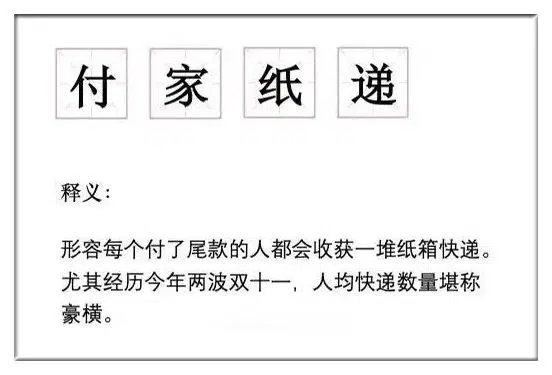 付家纸递
释义：
形容每个付了尾款的人都会收获一堆纸箱快递。
尤其经历今年两波双十一，人均快递数量堪称
豪横。